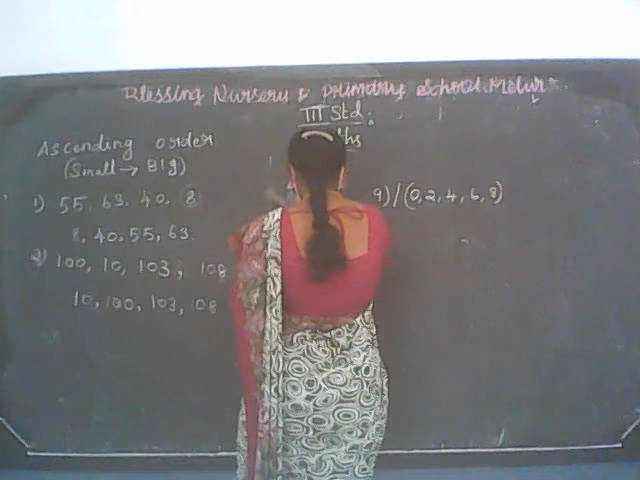 Blessing Nursery & Primary School. Melur
III Std.
ths
Ascending order
(Small → Big)
1) 55, 63, 40, 8
8, 40, 55, 63.
2) 100, 10, 103, 108
10, 100, 103, 108
9)/(0, 2, 4, 6, 8)